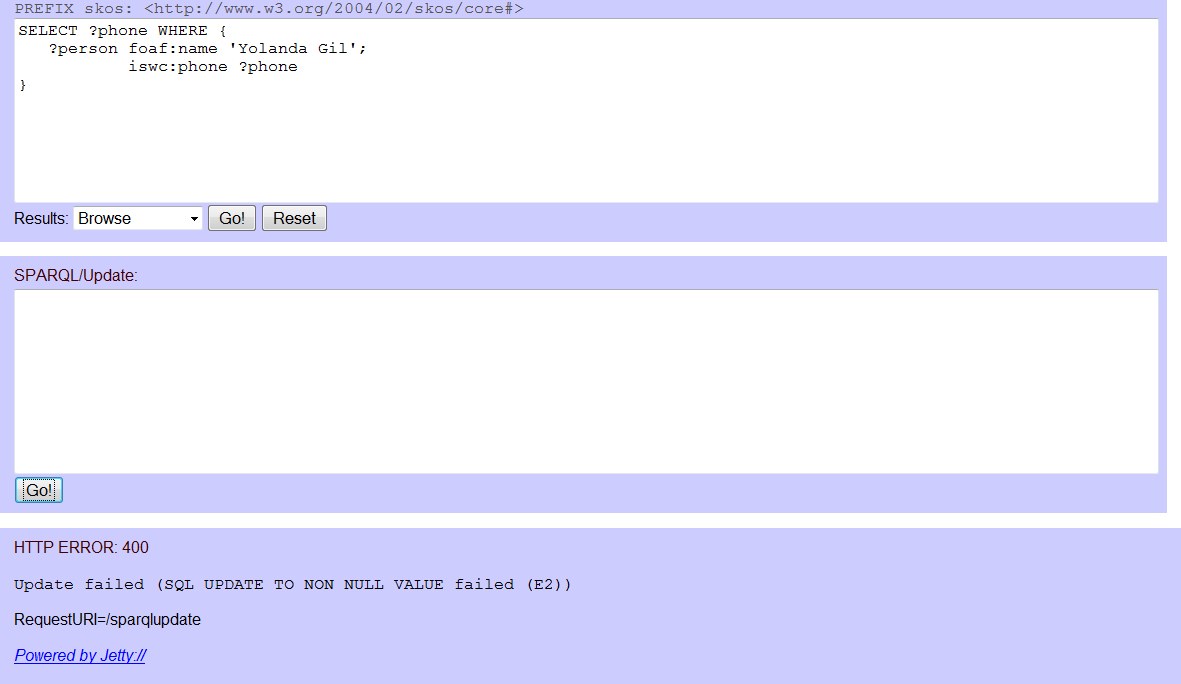 PREFIX skos: <http://www.w3.org/2004/02/skos/core#>
SELECT ?phone WHERE {
   ?person foaf:name 'Yolanda Gil';
           iswc:phone ?phone
}
Results: Browse Go! Reset
SPARQL/Update:
Go!
HTTP ERROR: 400
Update failed (SQL UPDATE TO NON NULL VALUE failed (E2))
RequestURI=/sparqlupdate
Powered by Jetty://